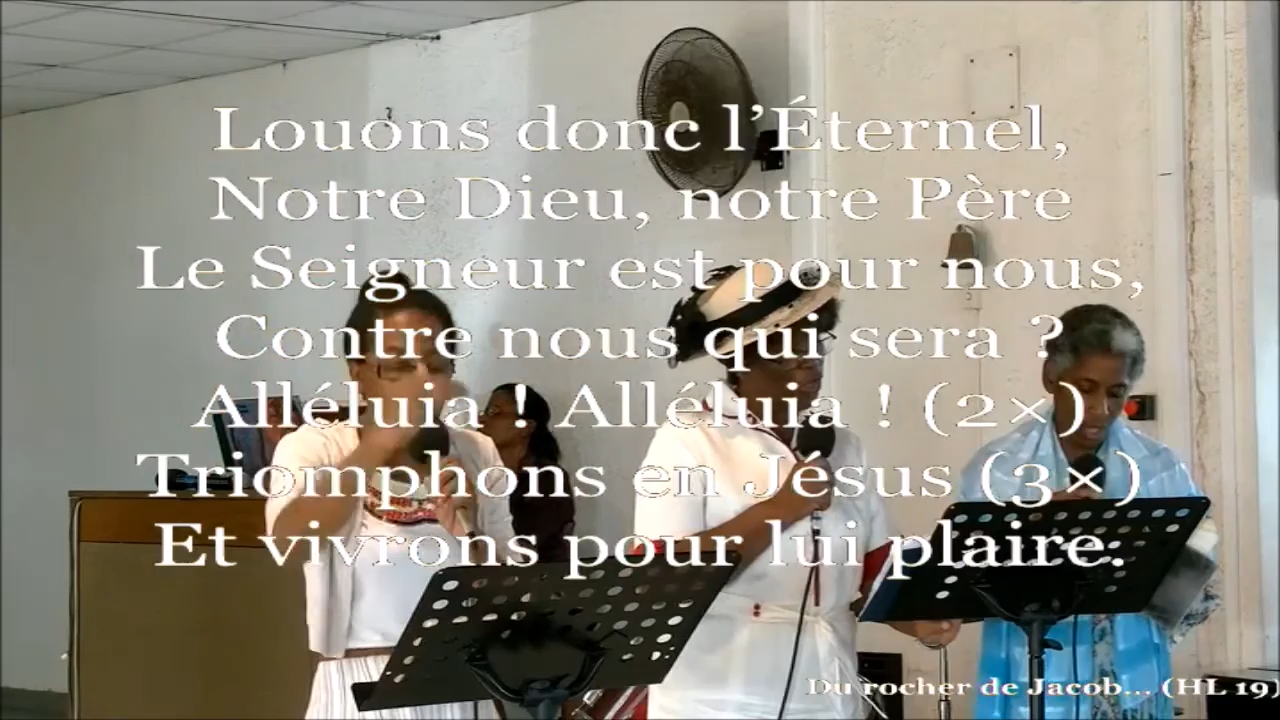 Louons donc l’Éternel,
Notre Dieu, notre Père
Le Seigneur est pour nous,
Contre nous qui sera ?
Alléluia ! Alléluia ! (2×)
Triomphons en Jésus (3×)
Et vivrons pour lui plaire.
Du rocher de Jacob... (HL 19)